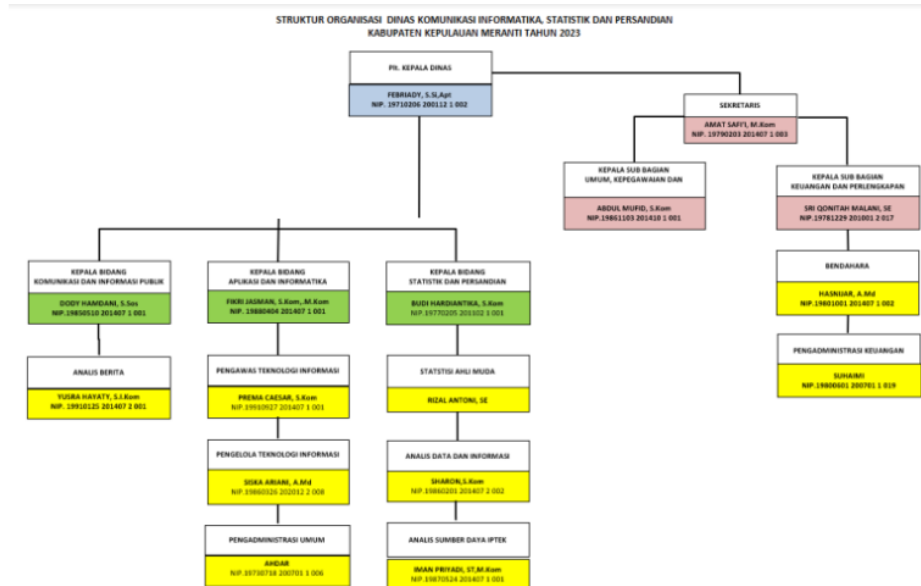 STRUKTUR ORGANISASI DINAS KOMUNIKASI INFORMATIKA, STATISTIK DAN PERSANDIAN
KABUPATEN KEPULAUAN MERANTI TAHUN 2023
Plt. KEPALA DINAS
FEBRIADY, S.Si,Apt
NIP. 19710206 200112 1 002
SEKRETARIS
AMAT SAFI'I, M.Kom
NIP. 19790203 201407 1 003
KEPALA SUB BAGIAN
UMUM, KEPEGAWAIAN DAN
ABDUL MUFID, S.Kom
NIP.19861103 201410 1 001
KEPALA SUB BAGIAN
KEUANGAN DAN PERLENGKAPAN
SRI QONITAH MALANI, SE
NIP.19781229 201001 2 017
BENDAHARA
HASNIJAR, A.Md
NIP.19801001 201407 1 002
PENGADMINISTRASI KEUANGAN
SUHAIMI
NIP.19800601 200701 1 019
KEPALA BIDANG
KOMUNIKASI DAN INFORMASI PUBLIK
DODY HAMDANI, S.Sos
NIP.19850510 201407 1 001
ANALIS BERITA
YUSRA HAYATY, S.I.Kom
NIP. 19910125 201407 2 001
KEPALA BIDANG
APLIKASI DAN INFORMATIKA
FIKRI JASMAN, S.Kom,.M.Kom
NIP.19880404 201407 1 001
PENGAWAS TEKNOLOGI INFORMASI
PREMA CAESAR, S.Kom
NIP.19910927 201407 1 001
PENGELOLA TEKNOLOGI INFORMASI
SISKA ARIANI, A.Md
NIP.19860326 202012 2 008
PENGADMINISTRASI UMUM
AHDAR
NIP.19730718 200701 1 006
KEPALA BIDANG
STATISTIK DAN PERSANDIAN
BUDI HARDIANTIKA, S.Kom
NIP.19770205 201102 1 001
STATSTISI AHLI MUDA
RIZAL ANTONI, SE
ANALIS DATA DAN INFORMASI
SHARON,S.Kom
NIP.19860201 201407 2 002
ANALIS SUMBER DAYA IPTEK
IMAN PRIYADI, ST,M.Kom
NIP.19870524 201407 1 001